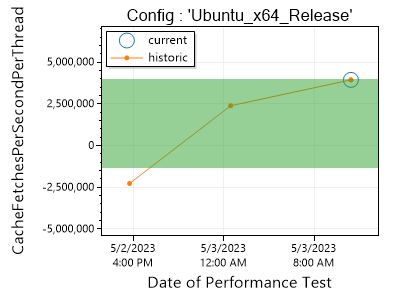 Config : 'Ubuntu_x64_Release'
current
historic
CacheFetchesPerSecondPerThread
5,000,000
2,500,000
0
-2,500,000
-5,000,000
5/2/2023 5/3/2023 5/3/2023
4:00 PM 12:00 AM 8:00 AM
Date of Performance Test